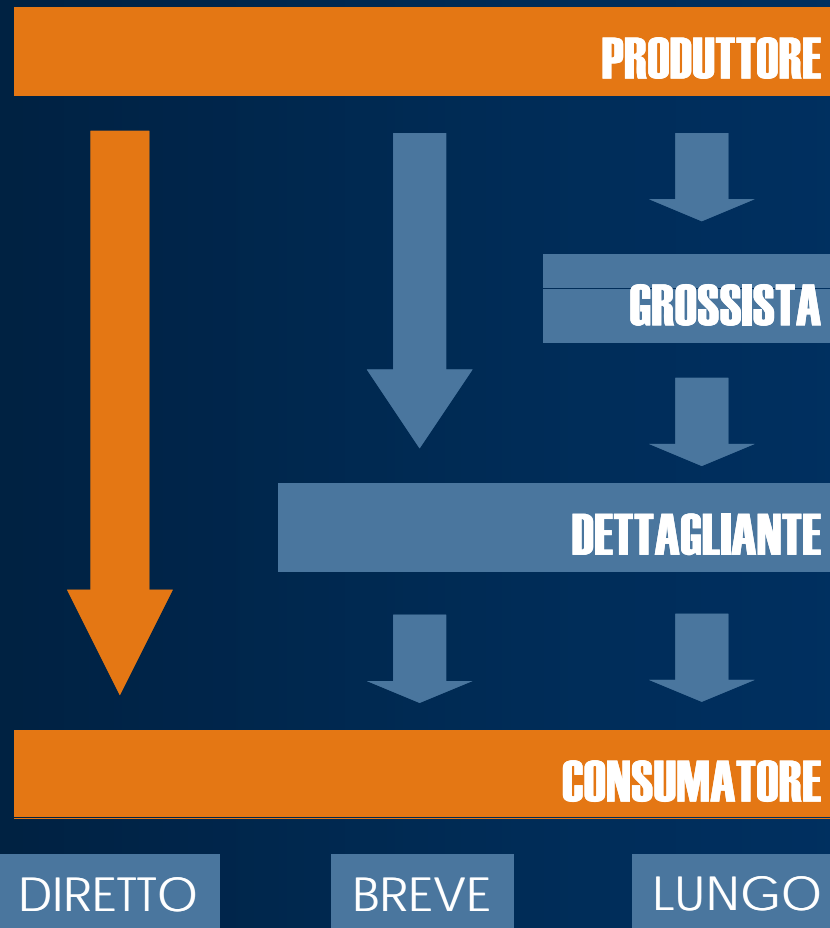 PRODUTTORE
GROSSISTA
DETTAGLIANTE
CONSUMATORE
DIRETTO
BREVE
LUNGO